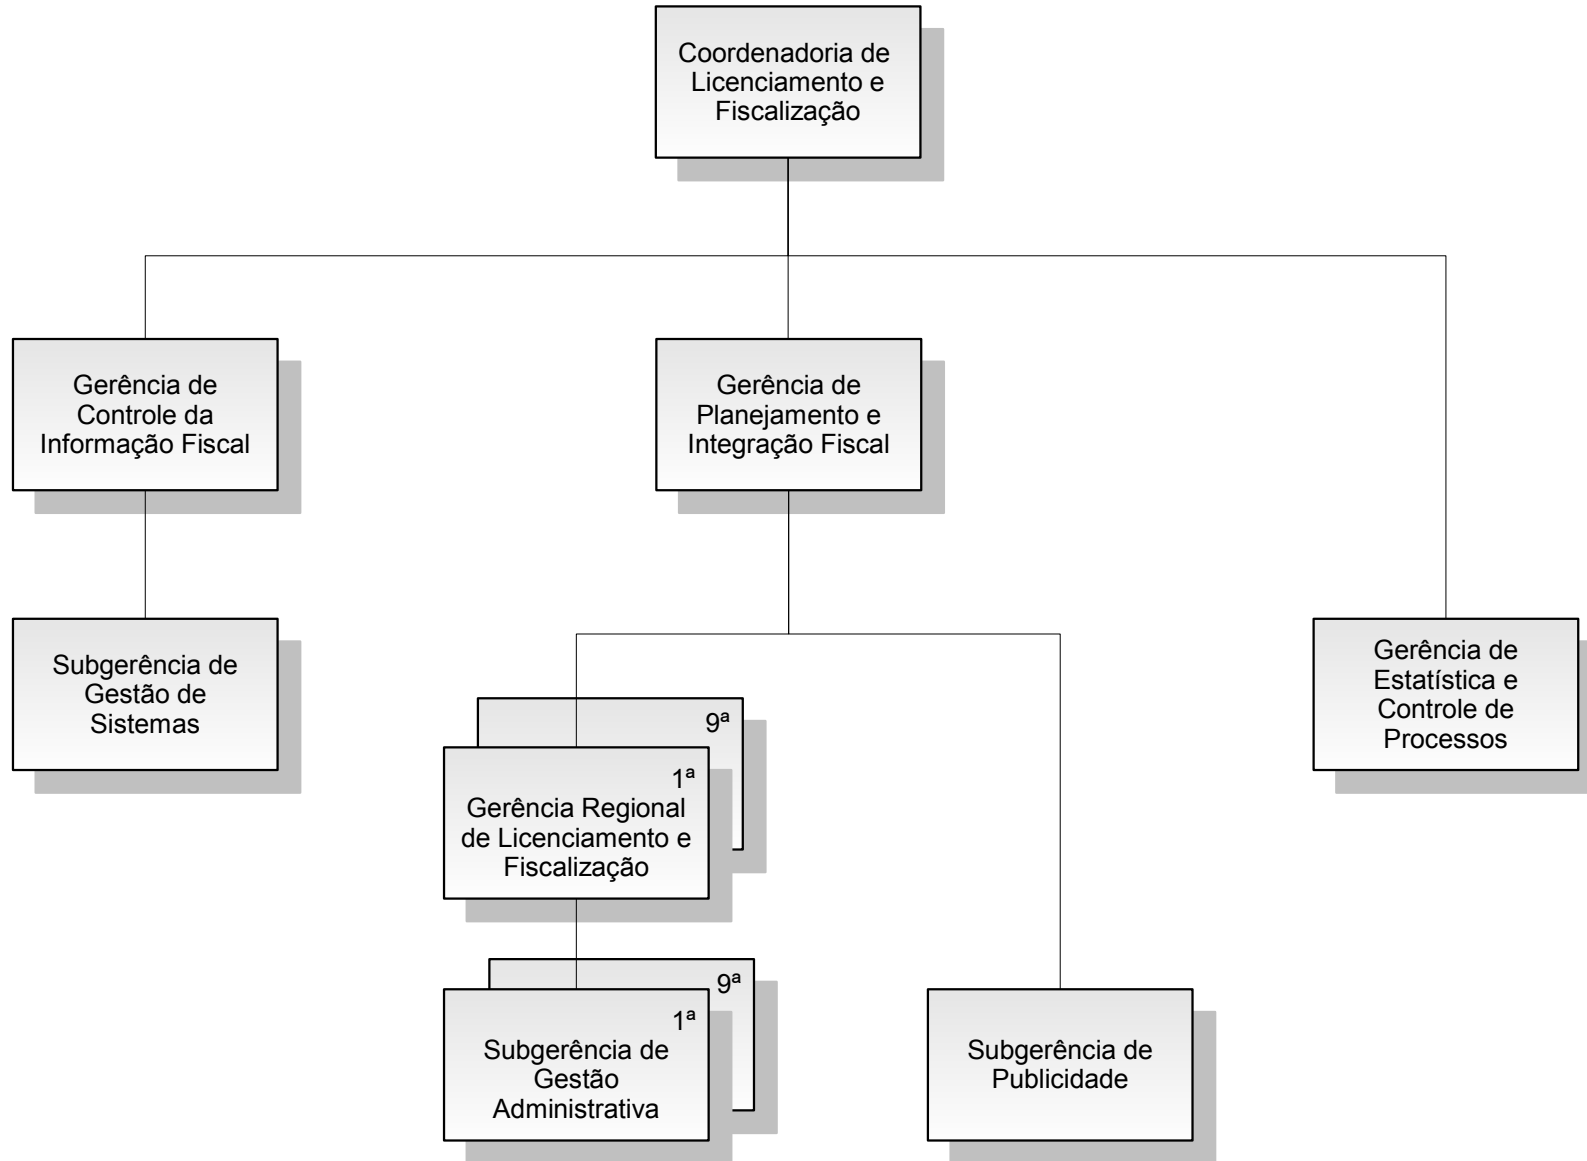 Coordenadoria de
Licenciamento e
Fiscalização
Gerência de
Controle da
Informação Fiscal
Gerência de
Planejamento e
Integração Fiscal
Subgerência de
Gestão de
Sistemas
Gerência de
Estatística e
Controle de
Processos
9ª
1ª
Gerência Regional
de Licenciamento e
Fiscalização
9ª
1ª
Subgerência de
Gestão
Administrativa
Subgerência de
Publicidade